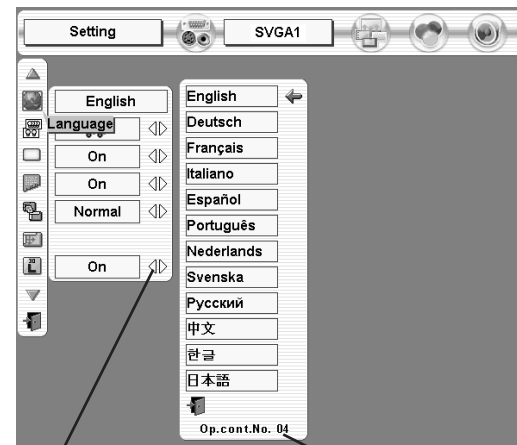 Setting
SVGA1
English
Language
On
On
Normal
On
English
Deutsch
Français
Italiano
Español
Português
Nederlands
Svenska
Русский
中文
한글
日本語
Op.cont.No. 04